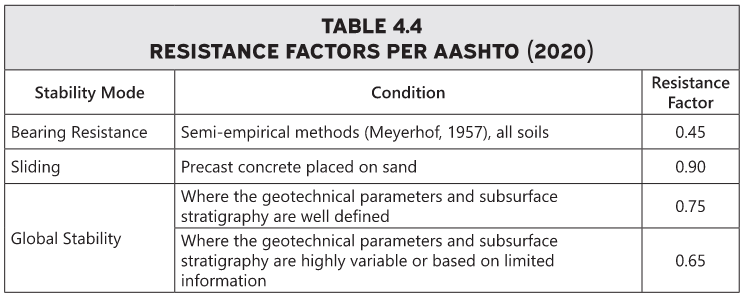 TABLE 4.4
RESISTANCE FACTORS PER AASHTO (2020)
Stability Mode
Condition
Resistance
Factor
Bearing Resistance
Semi-empirical methods (Meyerhof, 1957), all soils
0.45
Sliding
Precast concrete placed on sand
0.90
Global Stability
Where the geotechnical parameters and subsurface
stratigraphy are well defined
0.75
Where the geotechnical parameters and subsurface
stratigraphy are highly variable or based on limited
information
0.65